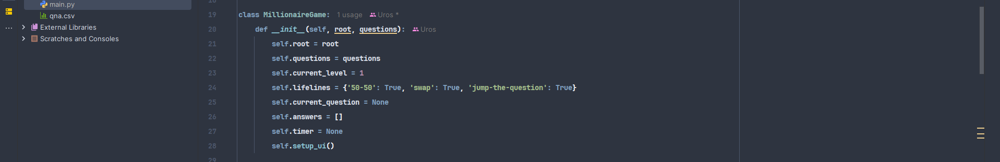 main.py
qna.csv
External Libraries
Scratches and Consoles
18
19 class MillionaireGame: 1 usage Uros *
20 def __init__(self, root, questions): Uros
21 self.root = root
22 self.questions = questions
23 self.current_level = 1
24 self.lifelines = {'50-50': True, 'swap': True, 'jump-the-question': True}
25 self.current_question = None
26 self.answers = []
27 self.timer = None
28 self.setup_ui()
29